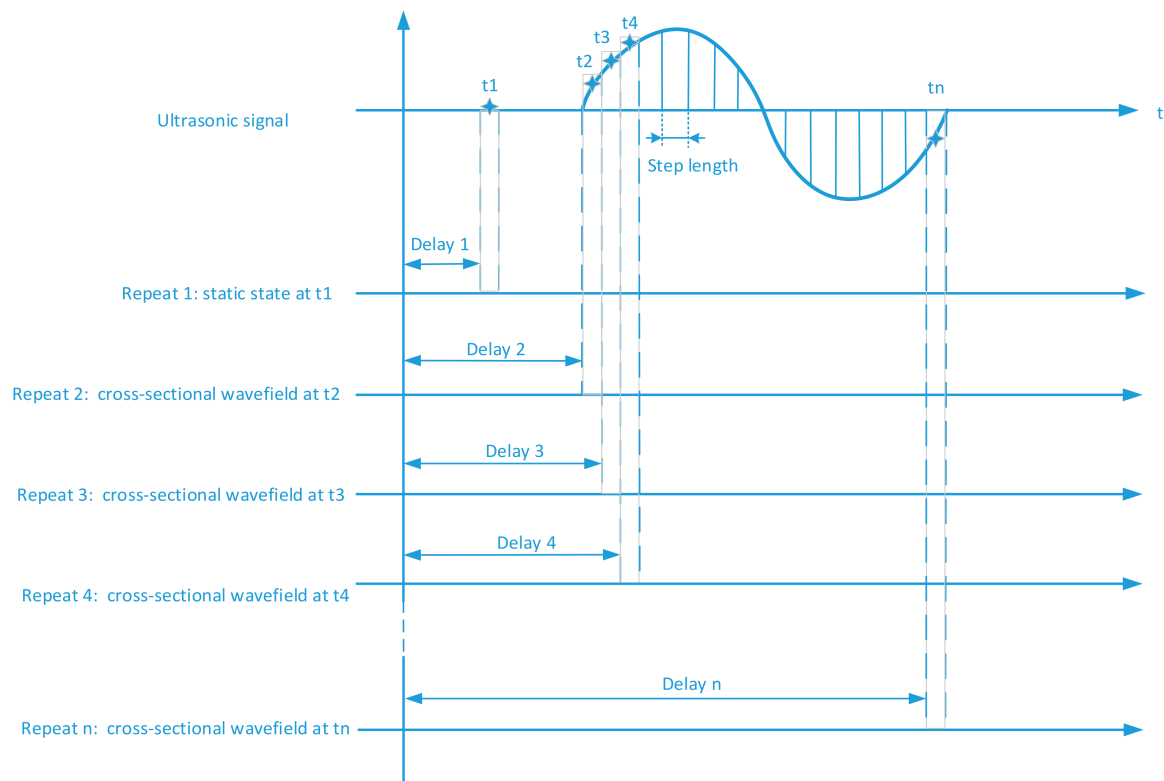 t4
t3
t2
t1
tn
Ultrasonic signal
t
Step length
Delay 1
Repeat 1: static state at t1
Delay 2
Repeat 2:  cross-sectional wavefield at t2
Delay 3
Repeat 3:  cross-sectional wavefield at t3
Delay 4
Repeat 4:  cross-sectional wavefield at t4
Delay n
Repeat n:  cross-sectional wavefield at tn